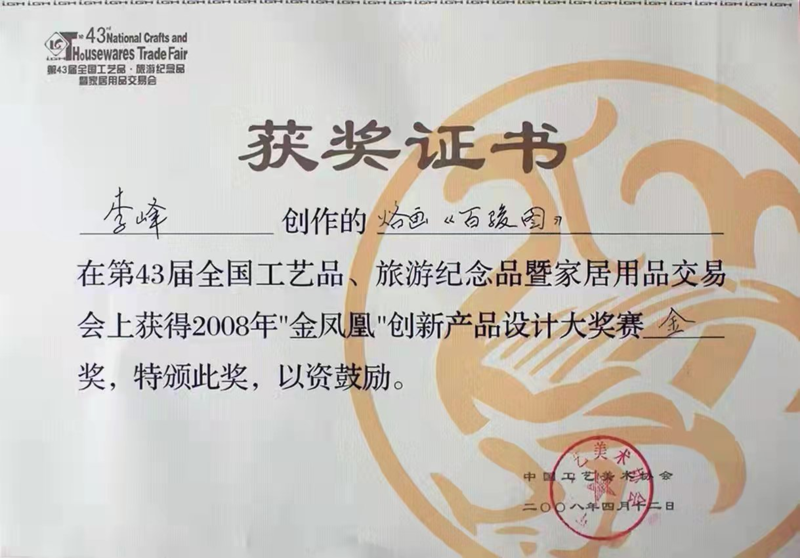 The 43rd National Crafts and
Housewares Trade Fair
第43届全国工艺品·旅游纪念品
暨家居用品交易会
获奖证书
李峰 创作的 烙画《百骏图》
在第43届全国工艺品、旅游纪念品暨家居用品交易
会上获得2008年"金凤凰"创新产品设计大奖赛 金
奖，特颁此奖，以资鼓励。
中国工艺美术协会
二〇〇八年四月十二日